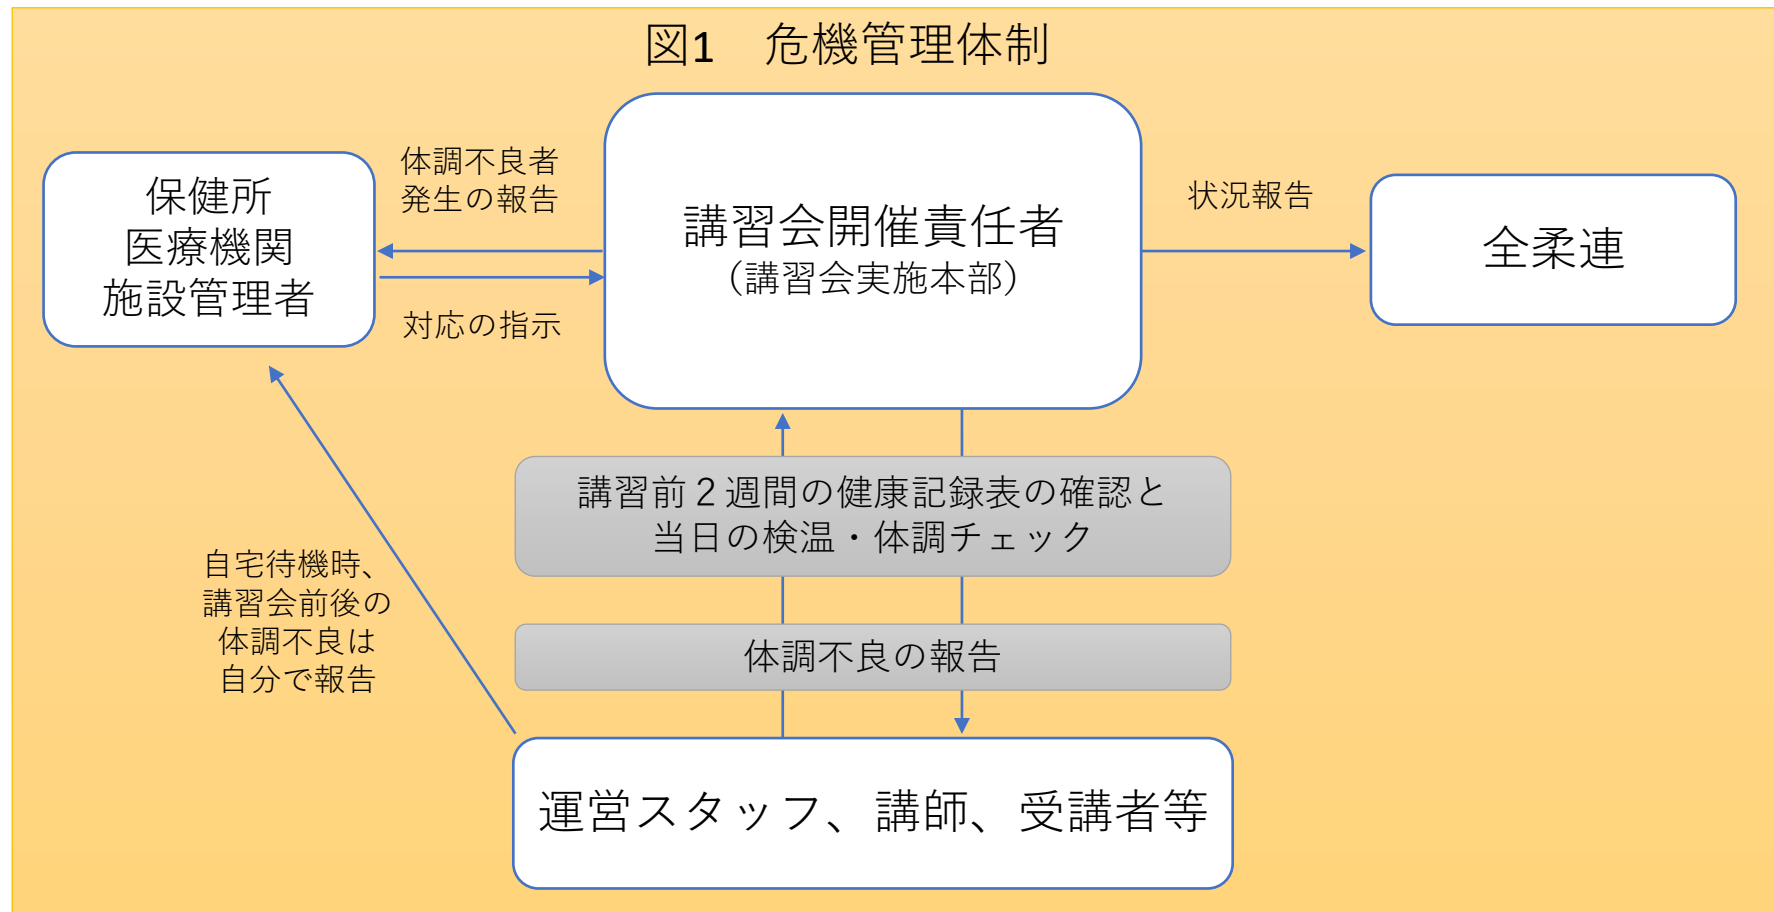 図1　危機管理体制
体調不良者
発生の報告
保健所
医療機関
施設管理者
対応の指示
講習会開催責任者
（講習会実施本部）
状況報告
全柔連
講習前２週間の健康記録表の確認と
当日の検温・体調チェック
自宅待機時、
講習会前後の
体調不良は
自分で報告
体調不良の報告
運営スタッフ、講師、受講者等